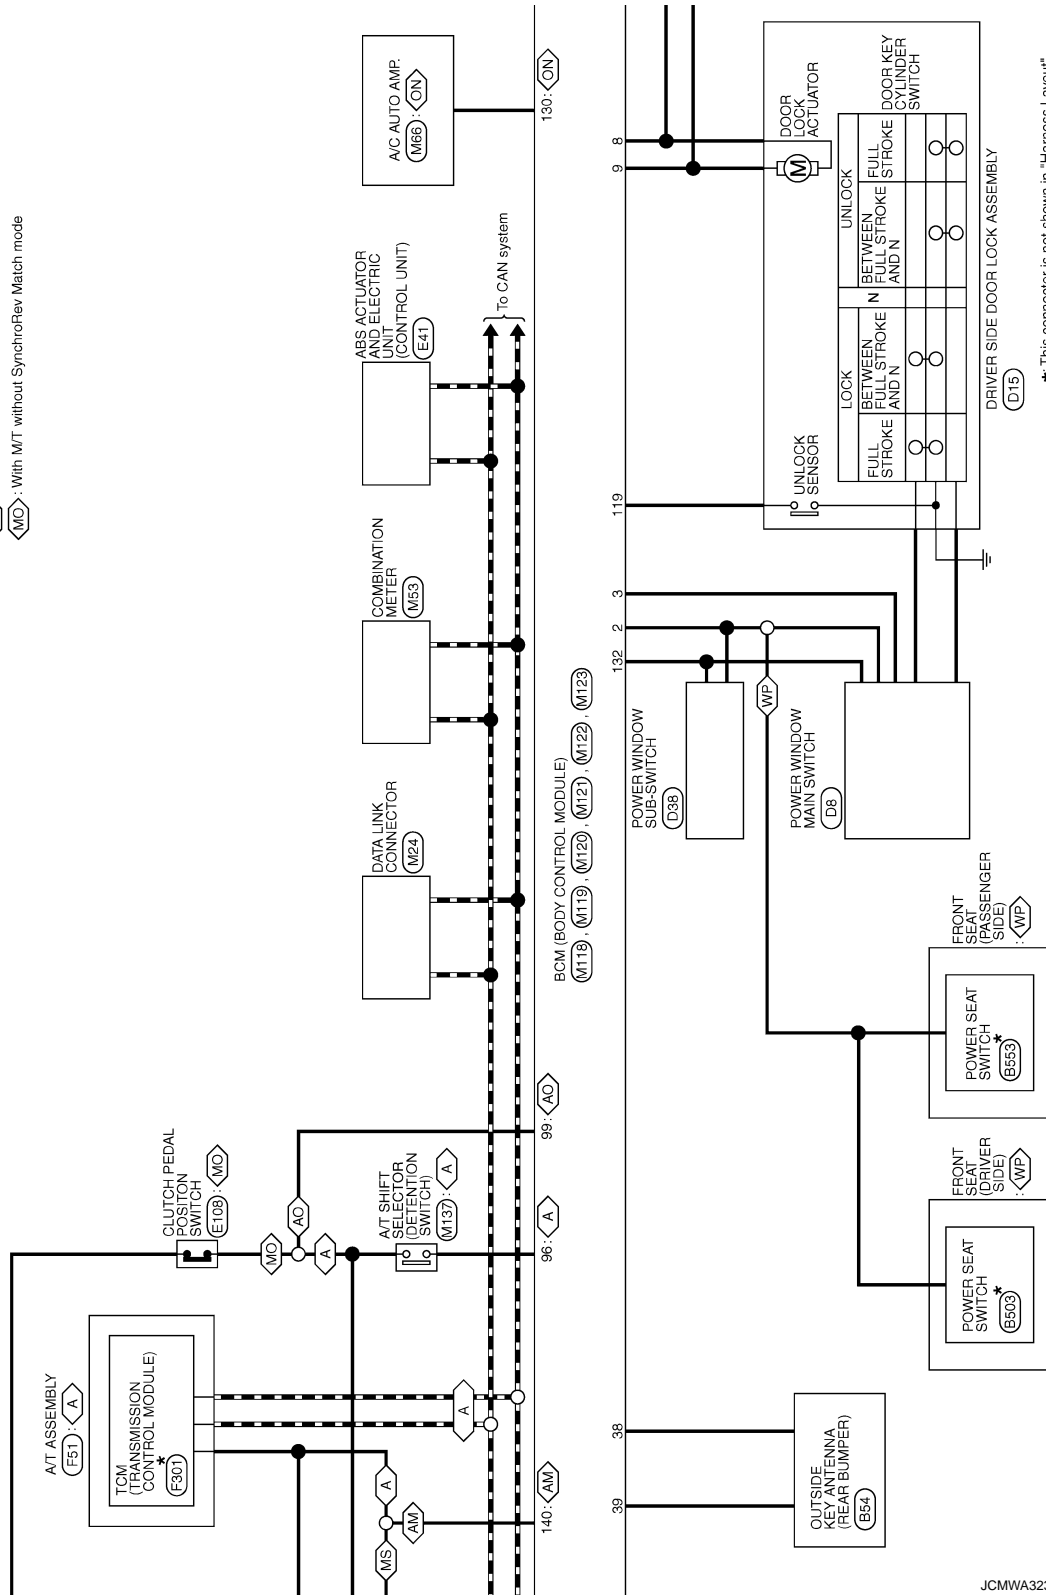 MO : With M/T without SynchroRev Match mode
A/T ASSEMBLY
F51 : A
TCM
(TRANSMISSION
CONTROL MODULE)
*
F301
MS
A
AM
140: AM
A
CLUTCH PEDAL
POSITON
SWITCH
E108 : MO
MO
AO
A
A/T SHIFT
SELECTOR
(DETENTION
SWITCH)
M137 : A
96: A
99: AO
DATA LINK
CONNECTOR
M24
COMBINATION
METER
M53
ABS ACTUATOR
AND ELECTRIC
UNIT
(CONTROL UNIT)
E41
To CAN system
A/C AUTO AMP.
M66 : ON
130: ON
BCM (BODY CONTROL MODULE)
M118 , M119 , M120 , M121 , M122 , M123
39
38
132
2
3
119
9
8
OUTSIDE
KEY ANTENNA
(REAR BUMPER)
B54
FRONT
SEAT
(DRIVER
SIDE)
: WP
POWER SEAT
SWITCH
*
B503
FRONT
SEAT
(PASSENGER
SIDE)
: WP
POWER SEAT
SWITCH
*
B553
WP
POWER WINDOW
SUB-SWITCH
D38
POWER WINDOW
MAIN SWITCH
D8
UNLOCK
SENSOR
DOOR
LOCK
ACTUATOR
M
DOOR KEY
CYLINDER
SWITCH
LOCK
N
UNLOCK
FULL
STROKE
BETWEEN
FULL STROKE
AND N
BETWEEN
FULL STROKE
AND N
FULL
STROKE
DRIVER SIDE DOOR LOCK ASSEMBLY
D15
*: This connector is not shown in "Harness Layout"
JCMWA323